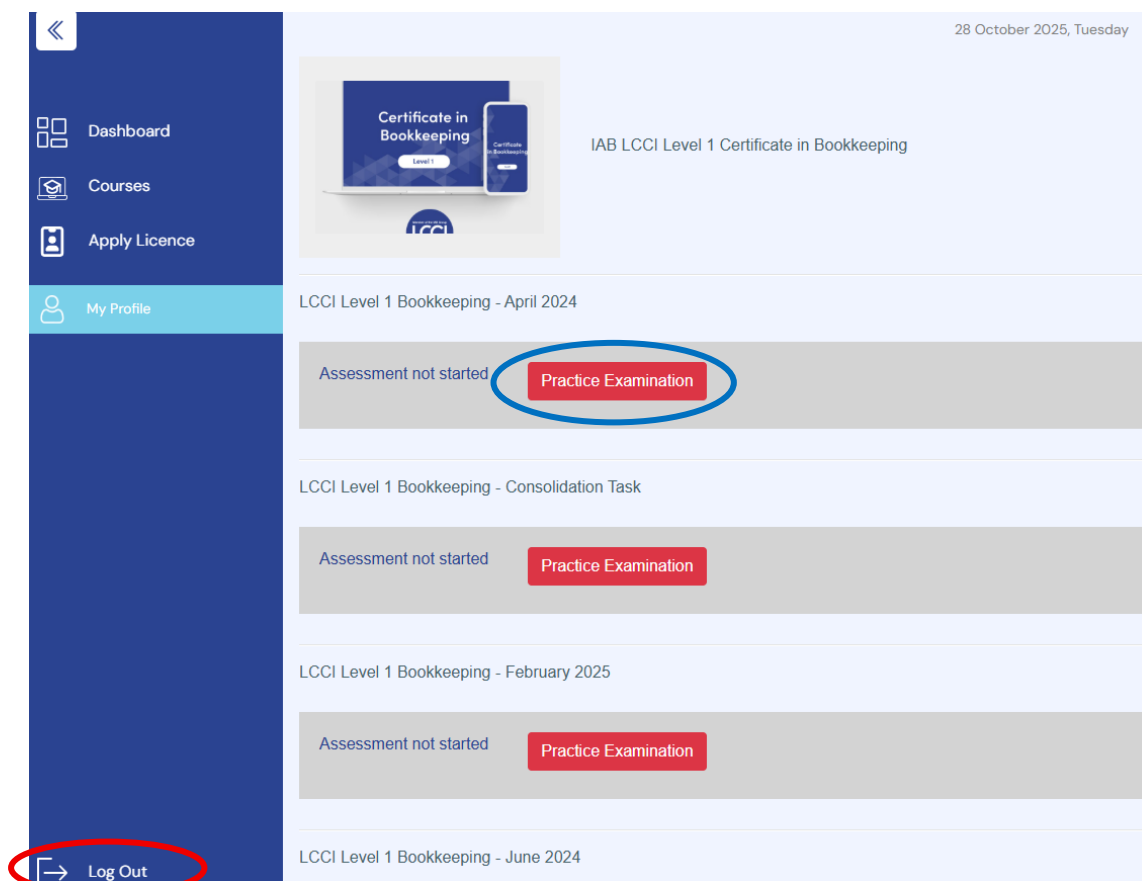 28 October 2025, Tuesday
Dashboard
Courses
Apply Licence
My Profile
Log Out
Certificate in
Bookkeeping
Level 1
Certificate
in Bookkeeping
LCCI
IAB LCCI Level 1 Certificate in Bookkeeping
LCCI Level 1 Bookkeeping - April 2024
Assessment not started
Practice Examination
LCCI Level 1 Bookkeeping - Consolidation Task
Assessment not started
Practice Examination
LCCI Level 1 Bookkeeping - February 2025
Assessment not started
Practice Examination
LCCI Level 1 Bookkeeping - June 2024